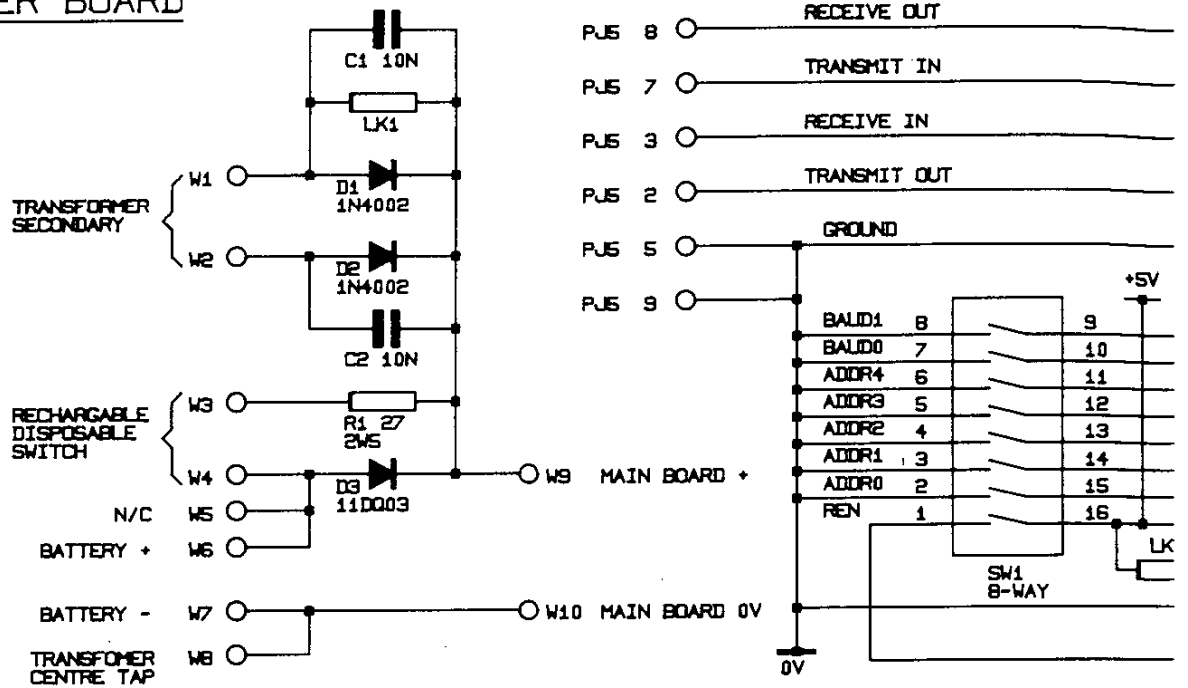 ER BOARD
C1 10N
LK1
W1
D1
1N4002
TRANSFORMER
SECONDARY
W2
D2
1N4002
C2 10N
W3
RECHARGABLE
DISPOSABLE
SWITCH
R1 27
2W5
W4
D3
11DQ03
W9 MAIN BOARD +
N/C W5
BATTERY + W6
BATTERY - W7
W10 MAIN BOARD 0V
TRANSFOMER
CENTRE TAP
W8
PJ5 8 RECEIVE OUT
PJ5 7 TRANSMIT IN
PJ5 3 RECEIVE IN
PJ5 2 TRANSMIT OUT
PJ5 5 GROUND
PJ5 9
+5V
BAUD1 8 9
BAUD0 7 10
ADDR4 6 11
ADDR3 5 12
ADDR2 4 13
ADDR1 3 14
ADDR0 2 15
REN 1 16
LK
SW1
8-WAY
0V